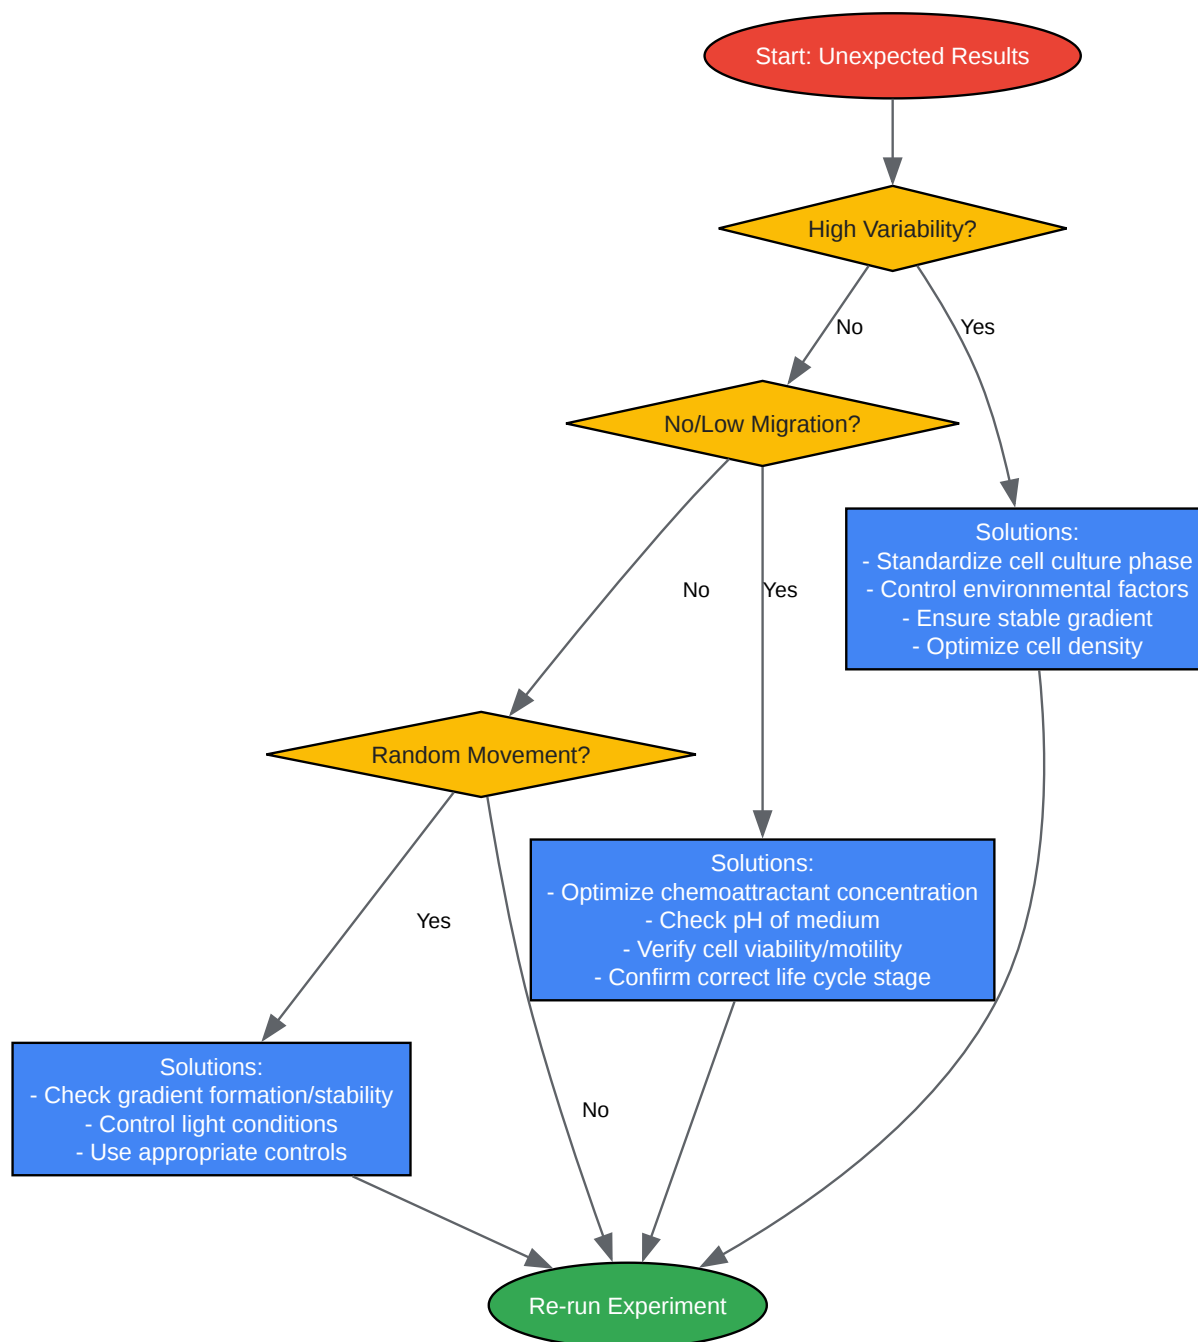 Start: Unexpected Results
High Variability?
No
Yes
No/Low Migration?
Solutions:
- Standardize cell culture phase
- Control environmental factors
- Ensure stable gradient
- Optimize cell density
No
Yes
Random Movement?
Solutions:
- Optimize chemoattractant concentration
- Check pH of medium
- Verify cell viability/motility
- Confirm correct life cycle stage
Yes
Solutions:
- Check gradient formation/stability
- Control light conditions
- Use appropriate controls
No
Re-run Experiment